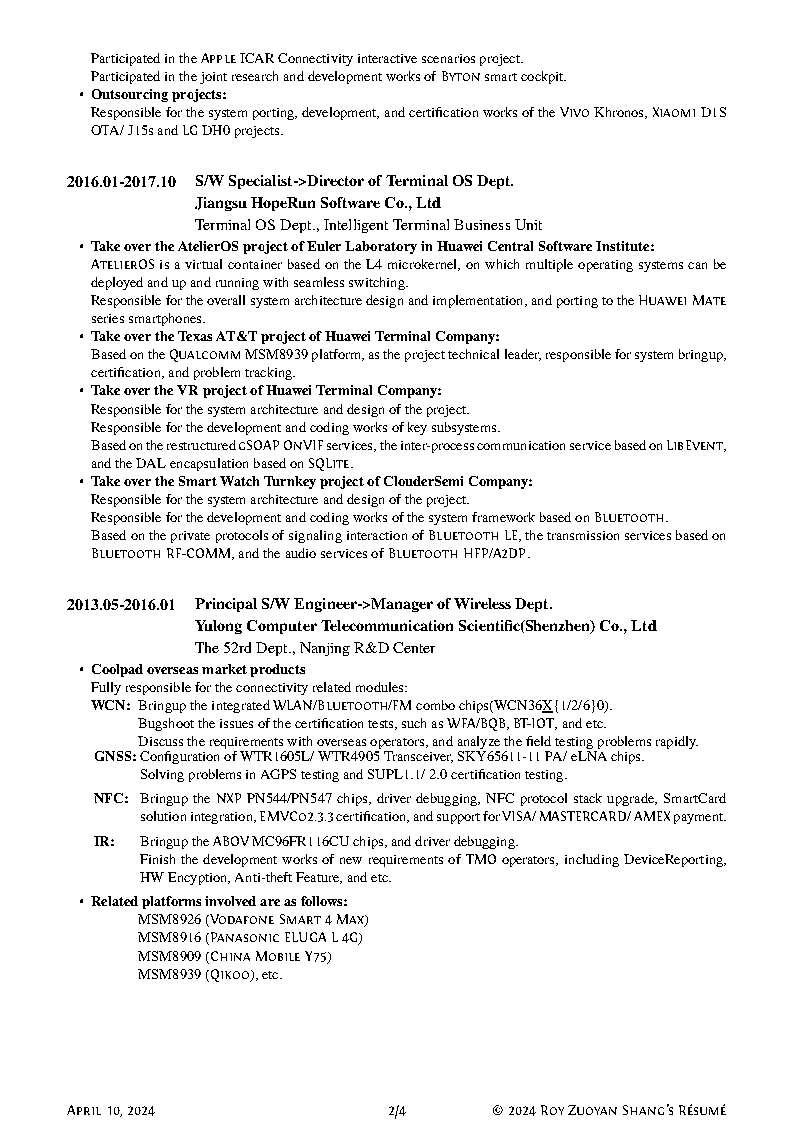 Participated in the Apple ICAR Connectivity interactive scenarios project.
Participated in the joint research and development works of Byton smart cockpit.
• Outsourcing projects:
Responsible for the system porting, development, and certification works of the Vivo Khronos, Xiaomi D1S
OTA/ J15s and LG DH0 projects.
2016.01-2017.10 S/W Specialist->Director of Terminal OS Dept.
Jiangsu HopeRun Software Co., Ltd
Terminal OS Dept., Intelligent Terminal Business Unit
• Take over the AtelierOS project of Euler Laboratory in Huawei Central Software Institute:
AtelierOS is a virtual container based on the L4 microkernel, on which multiple operating systems can be
deployed and up and running with seamless switching.
Responsible for the overall system architecture design and implementation, and porting to the Huawei Mate
series smartphones.
• Take over the Texas AT&T project of Huawei Terminal Company:
Based on the Qualcomm MSM8939 platform, as the project technical leader, responsible for system bringup,
certification, and problem tracking.
• Take over the VR project of Huawei Terminal Company:
Responsible for the system architecture and design of the project.
Responsible for the development and coding works of key subsystems.
Based on the restructured gSOAP OnVIF services, the inter-process communication service based on LibEvent,
and the DAL encapsulation based on SQLite.
• Take over the Smart Watch Turnkey project of ClouderSemi Company:
Responsible for the system architecture and design of the project.
Responsible for the development and coding works of the system framework based on Bluetooth.
Based on the private protocols of signaling interaction of Bluetooth LE, the transmission services based on
Bluetooth RF-COMM, and the audio services of Bluetooth HFP/A2DP.
2013.05-2016.01 Principal S/W Engineer->Manager of Wireless Dept.
Yulong Computer Telecommunication Scientific(Shenzhen) Co., Ltd
The 52rd Dept., Nanjing R&D Center
• Coolpad overseas market products
Fully responsible for the connectivity related modules:
WCN: Bringup the integrated WLAN/Bluetooth/FM combo chips(WCN36X{1/2/6}0).
Bugshoot the issues of the certification tests, such as WFA/BQB, BT-IOT, and etc.
Discuss the requirements with overseas operators, and analyze the field testing problems rapidly.
GNSS: Configuration of WTR1605L/ WTR4905 Transceiver, SKY65611-11 PA/ eLNA chips.
Solving problems in AGPS testing and SUPL1.1/ 2.0 certification testing.
NFC: Bringup the NXP PN544/PN547 chips, driver debugging, NFC protocol stack upgrade, SmartCard
solution integration, EMVCo2.3.3 certification, and support for VISA/ MASTERCARD/ AMEX payment.
IR: Bringup the ABOV MC96FR116CU chips, and driver debugging.
Finish the development works of new requirements of TMO operators, including DeviceReporting,
HW Encyption, Anti-theft Feature, and etc.
• Related platforms involved are as follows:
MSM8926 (Vodafone Smart 4 Max)
MSM8916 (Panasonic ELUGA L 4G)
MSM8909 (China Mobile Y75)
MSM8939 (Qikoo), etc.
April 10, 2024 2/4 © 2024 Roy Zuoyan Shang's Résumé